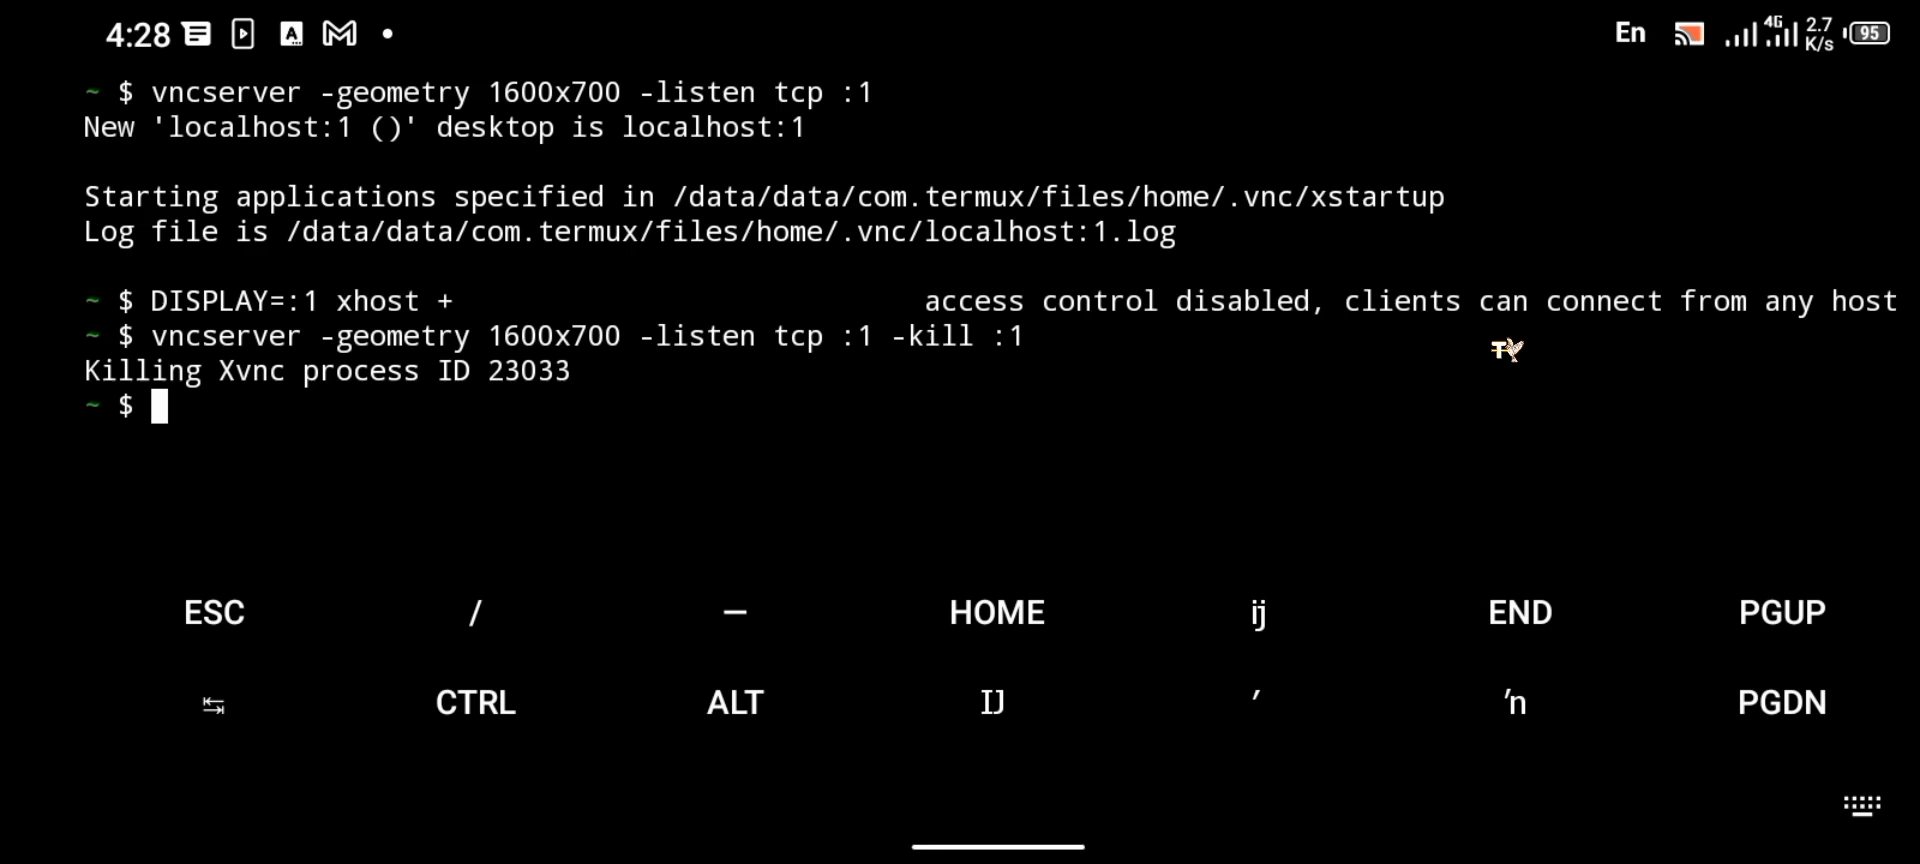 4:28 En 4G 2.7 K/s 95
~ $ vncserver -geometry 1600x700 -listen tcp :1
New 'localhost:1 ()' desktop is localhost:1
Starting applications specified in /data/data/com.termux/files/home/.vnc/xstartup
Log file is /data/data/com.termux/files/home/.vnc/localhost:1.log
~ $ DISPLAY=:1 xhost + access control disabled, clients can connect from any host
~ $ vncserver -geometry 1600x700 -listen tcp :1 -kill :1
Killing Xvnc process ID 23033
~ $
ESC / — HOME ĳ END PGUP
↹ CTRL ALT Ĳ ′ ŉ PGDN